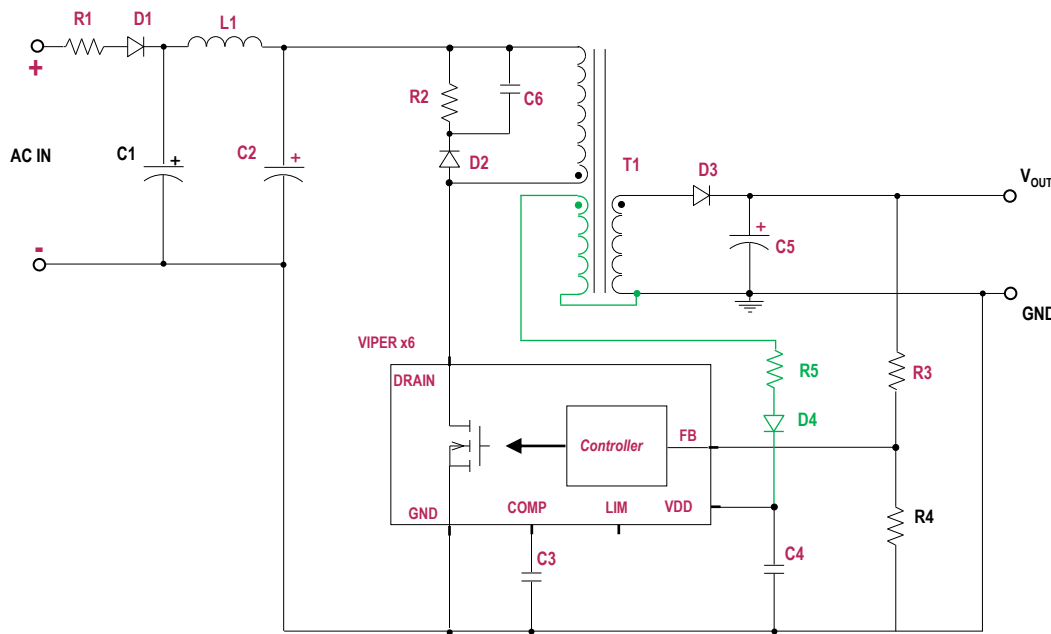 R1
D1
L1
+
AC IN
-
C1
+
C2
+
R2
C6
D2
T1
D3
+
C5
VOUT
GND
VIPER x6
DRAIN
Controller
FB
GND
COMP
LIM
VDD
R5
D4
R3
R4
C3
C4